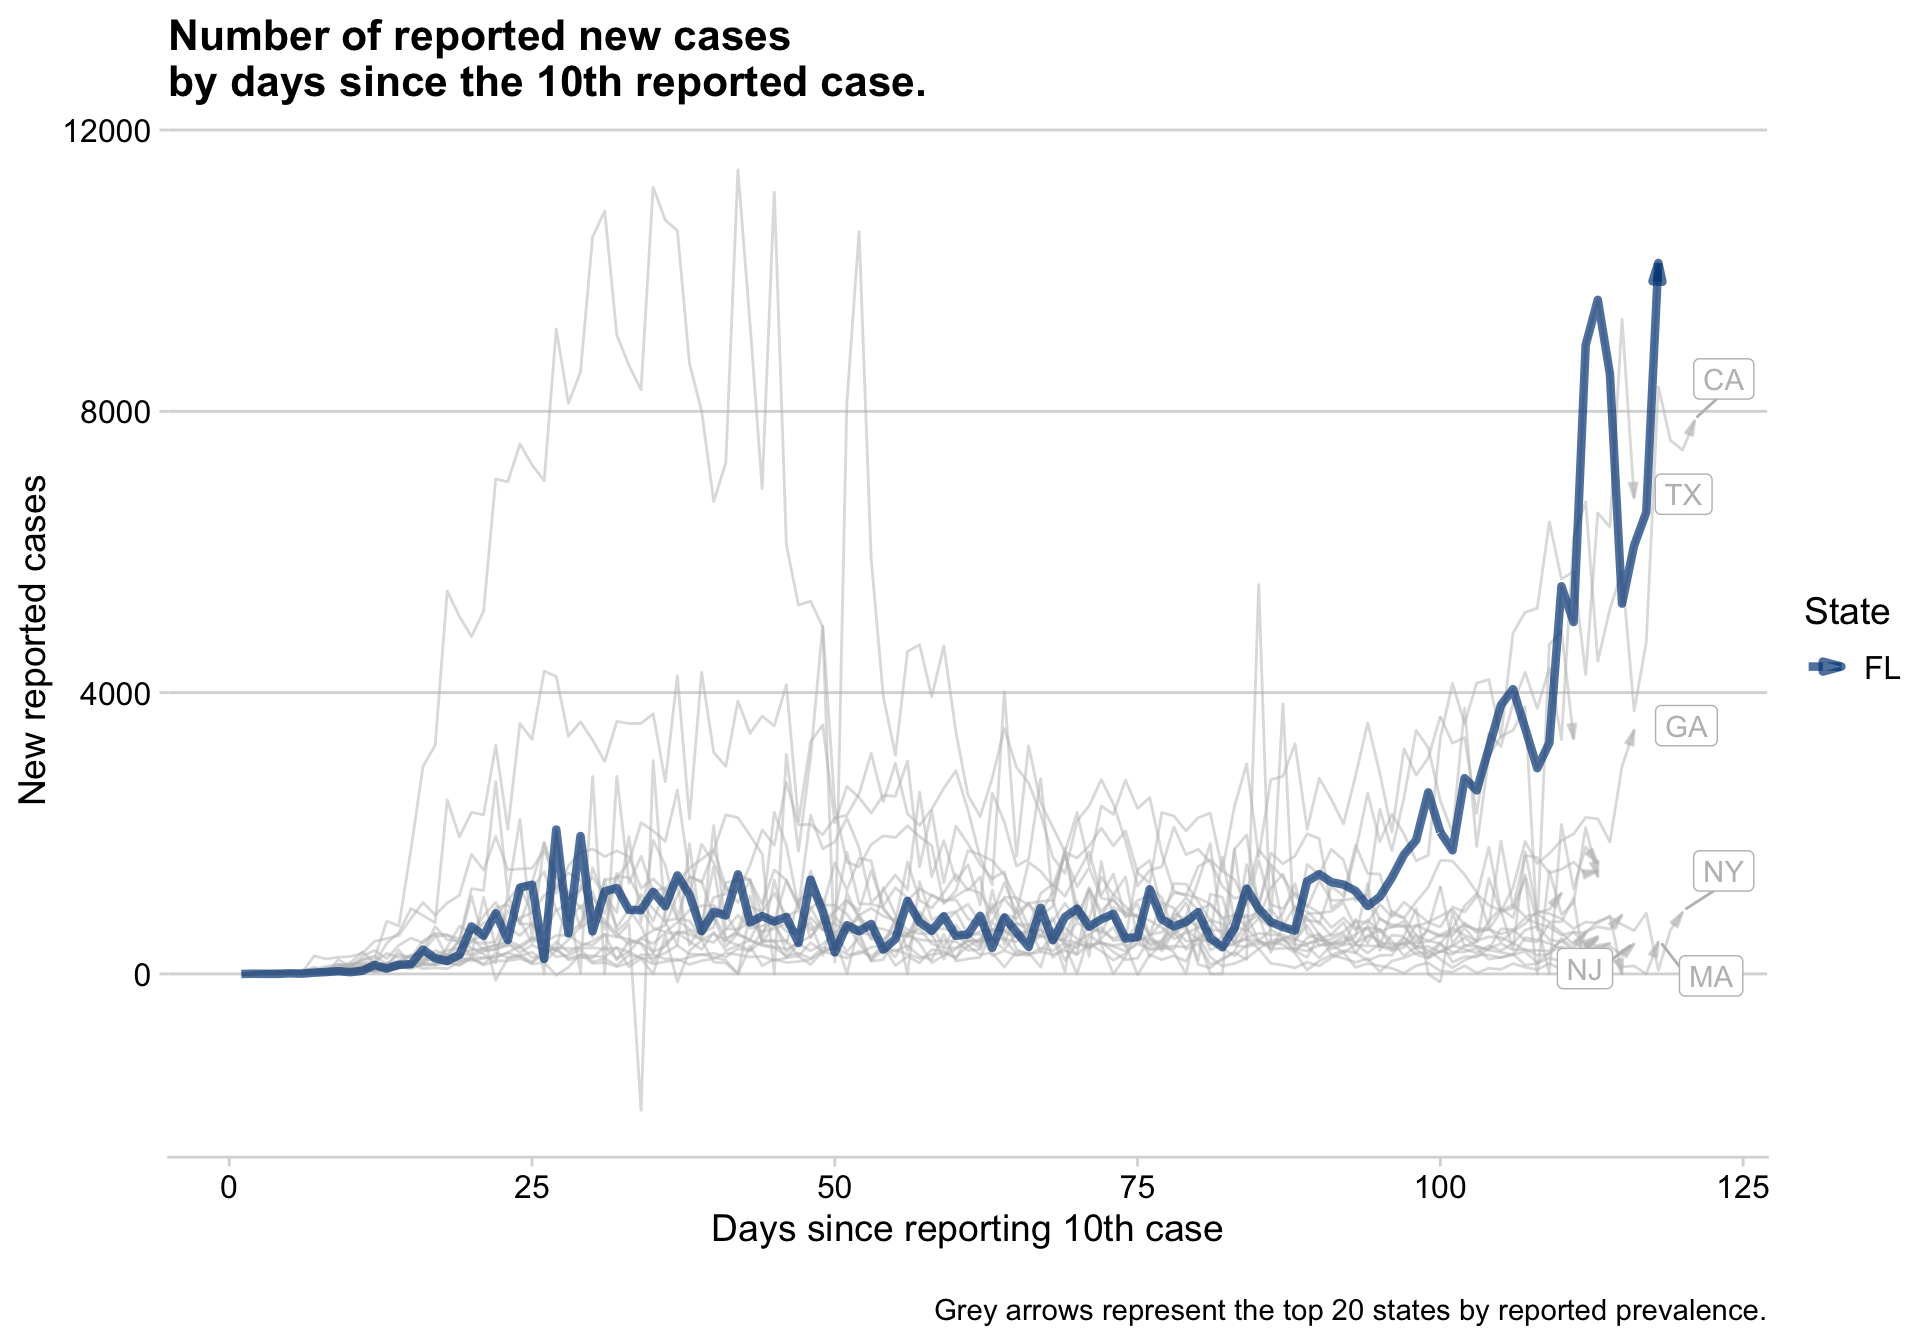 Number of reported new cases
by days since the 10th reported case.
12000
8000
4000
0
New reported cases
CA
TX
GA
NY
NJ
MA
State
FL
0
25
50
75
100
125
Days since reporting 10th case
Grey arrows represent the top 20 states by reported prevalence.